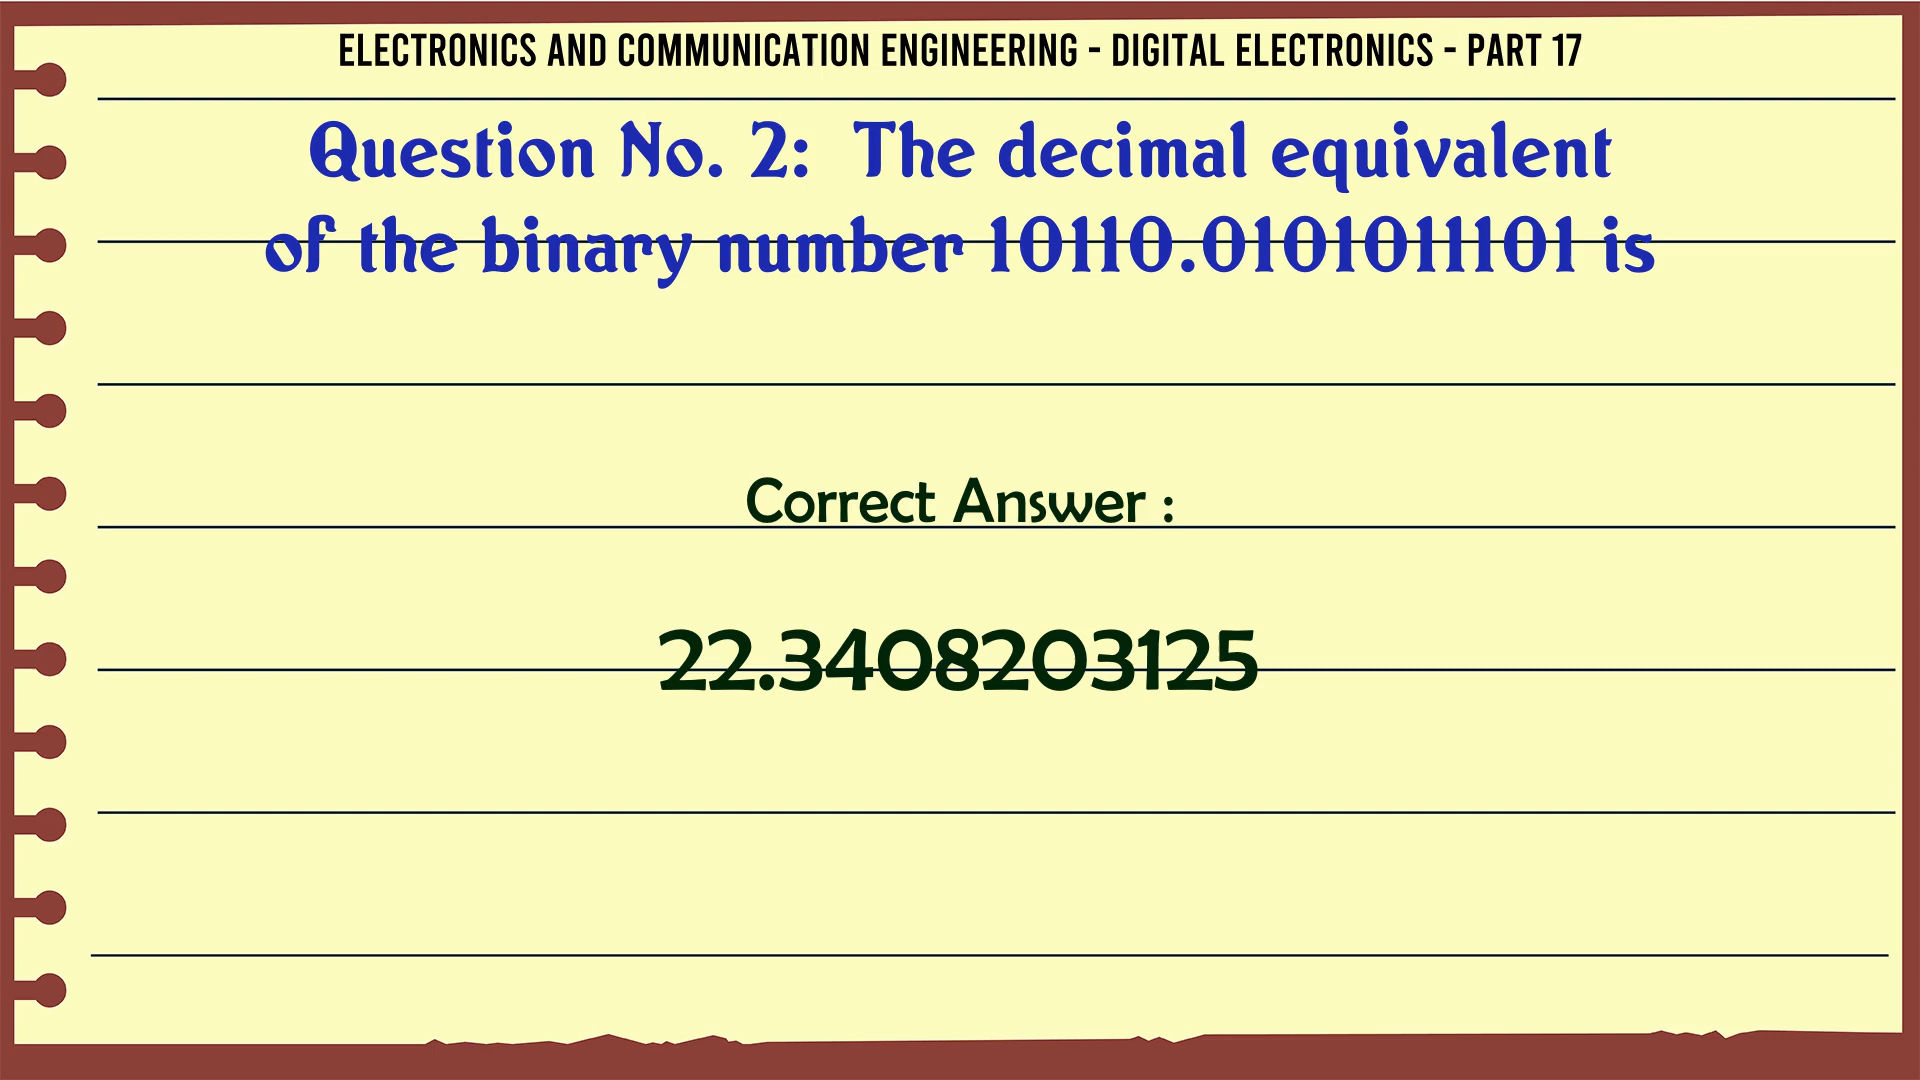 ELECTRONICS AND COMMUNICATION ENGINEERING - DIGITAL ELECTRONICS - PART 17
Question No. 2: The decimal equivalent
of the binary number 10110.0101011101 is
Correct Answer :
22.3408203125